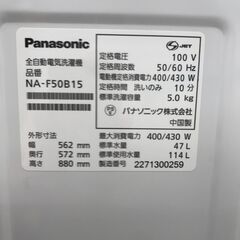 Panasonic
全自動電気洗濯機
品番
NA-F50B1S
外形寸法
幅 562 mm
奥行 572 mm
高さ 880 mm
JET
定格電圧 100 V
定格周波数 50/60 Hz
電動機定格消費電力 400/430 W
定格時間 洗いのみ 10 分
標準洗濯容量 5.0 kg
パナソニック株式会社
中国製
最大消費電力 400/430 W
標準水量 47 L
標準使用水量 114 L
2271300259